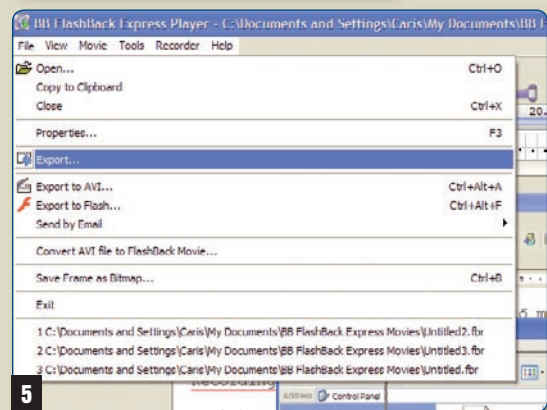 BB FlashBack Express Player - C:\Documents and Settings\Caris\My Documents\BB F
File View Movie Tools Recorder Help
Open... Ctrl+O
Copy to Clipboard
Close Ctrl+X
20.
Properties... F3
Export...
Export to AVI... Ctrl+Alt+A
Export to Flash... Ctrl+Alt+F
Send by Email
Convert AVI file to FlashBack Movie...
Save Frame as Bitmap... Ctrl+B
Exit
1 C:\Documents and Settings\Caris\My Documents\BB FlashBack Express Movies\Untitled2.fbr
2 C:\Documents and Settings\Caris\My Documents\BB FlashBack Express Movies\Untitled3.fbr
3 C:\Documents and Settings\Caris\My Documents\BB FlashBack Express Movies\Untitled.fbr
5
Recording
Address Control Panel